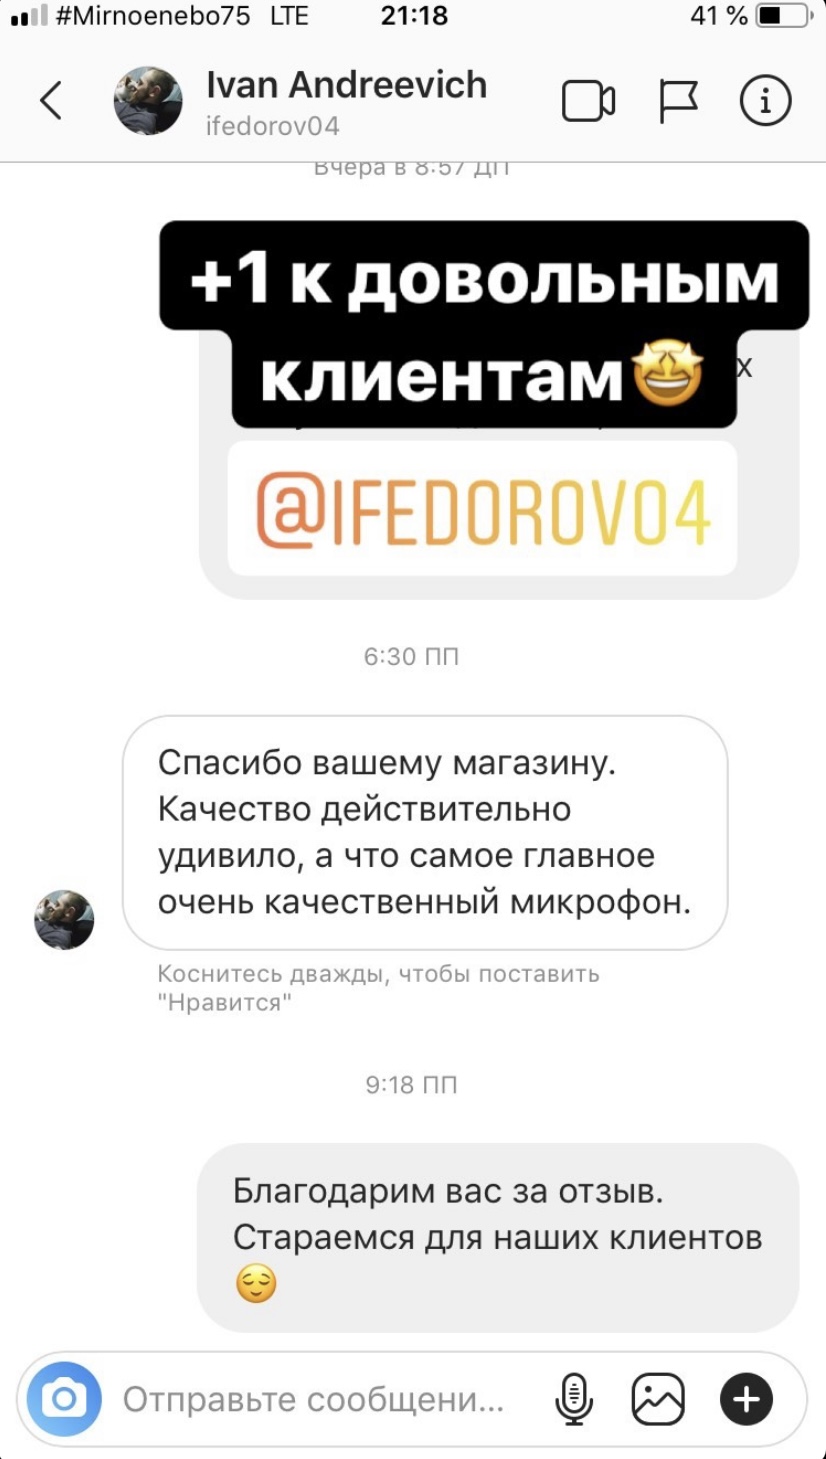 #Mirnoenebo75 LTE 21:18 41 %
Ivan Andreevich
ifedorov04
Вчера в 8:57 ДП
+1 к довольным
клиентам🤩
х
@IFEDOROV04
6:30 ПП
Спасибо вашему магазину.
Качество действительно
удивило, а что самое главное
очень качественный микрофон.
Коснитесь дважды, чтобы поставить
"Нравится"
9:18 ПП
Благодарим вас за отзыв.
Стараемся для наших клиентов
😌
Отправьте сообщени...